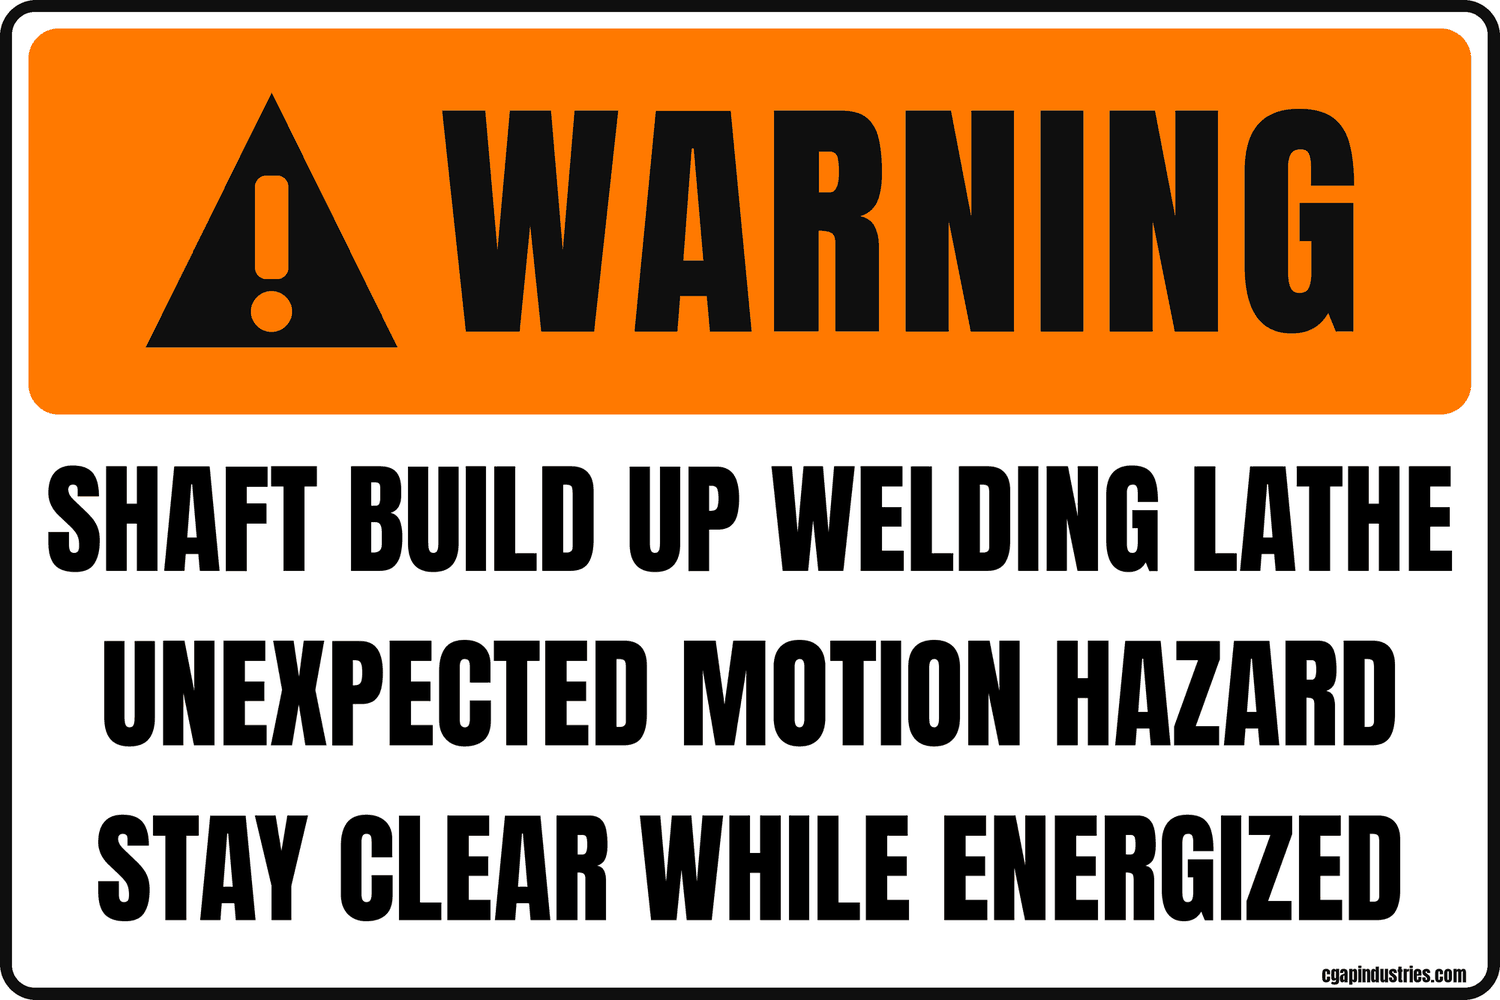 WARNING
SHAFT BUILD UP WELDING LATHE
UNEXPECTED MOTION HAZARD
STAY CLEAR WHILE ENERGIZED
cgapindustries.com